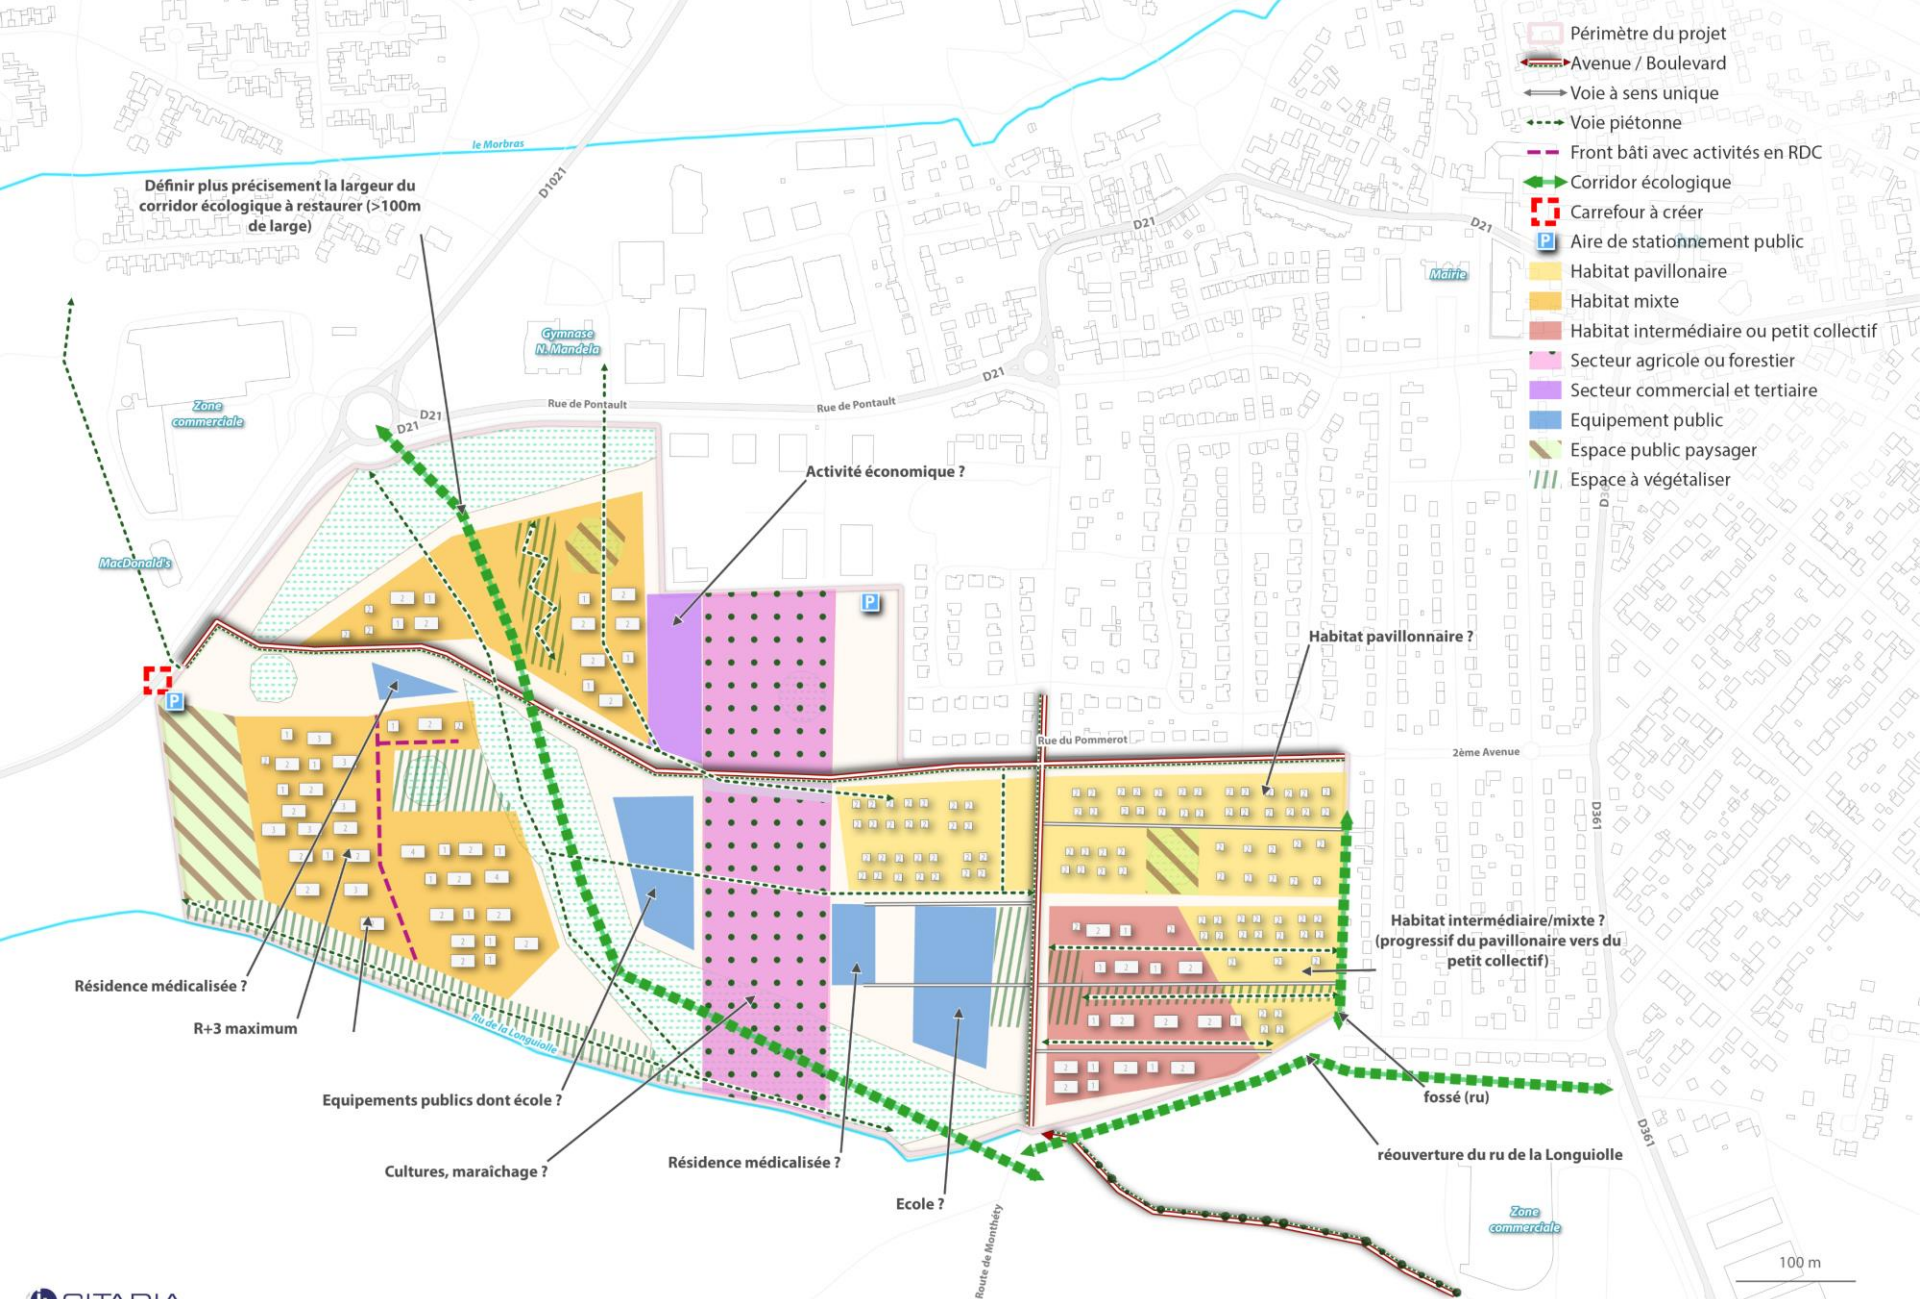 Périmètre du projet
Avenue / Boulevard
Voie à sens unique
Voie piétonne
Front bâti avec activités en RDC
Corridor écologique
Carrefour à créer
P Aire de stationnement public
Habitat pavillonaire
Habitat mixte
Habitat intermédiaire ou petit collectif
Secteur agricole ou forestier
Secteur commercial et tertiaire
Equipement public
Espace public paysager
Espace à végétaliser
le Morbras
D1021
Définir plus précisement la largeur du
corridor écologique à restaurer (>100m
de large)
D21
D21
Mairie
Gymnase
N. Mandela
D21
Zone
commerciale
D21
D21
Rue de Pontault
Rue de Pontault
Activité économique ?
MacDonald's
P
P
Habitat pavillonnaire ?
Rue du Pommerot
2ème Avenue
D361
Habitat intermédiaire/mixte ?
(progressif du pavillonaire vers du
petit collectif)
Résidence médicalisée ?
R+3 maximum
Ru de la Longuiolle
Equipements publics dont école ?
fossé (ru)
Cultures, maraîchage ?
Résidence médicalisée ?
Ecole ?
réouverture du ru de la Longuiolle
D361
Route de Monthéty
Zone
commerciale
100 m